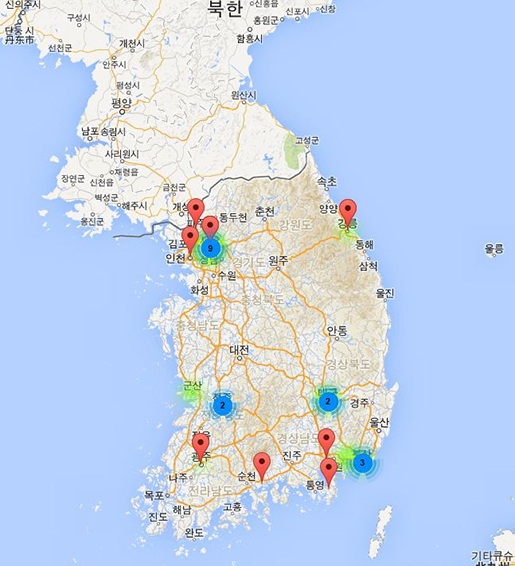 신의주시
북한
신흥읍
홍원군
신포시
신창
구성시
단둥 시
丹东市
선천군
개천시
함흥시
안주시
평성시
원산시
평양
남포
송림시
사리원시
고성군
장연군
신천읍
재령읍
벽성군
해주시
금천군
옹진군
개성
동두천
춘천
속초
양양
강릉
강원도
김포
인천
9
경기도
원주
동해
삼척
울릉
수원
화성
충청북도
울진
충청남도
안동
대전
경상북도
군산
2
2
경주
울산
경상남도
3
광주
진주
나주
순천
통영
목포
전라남도
해남
고흥
진도
완도
기타큐슈
北九州